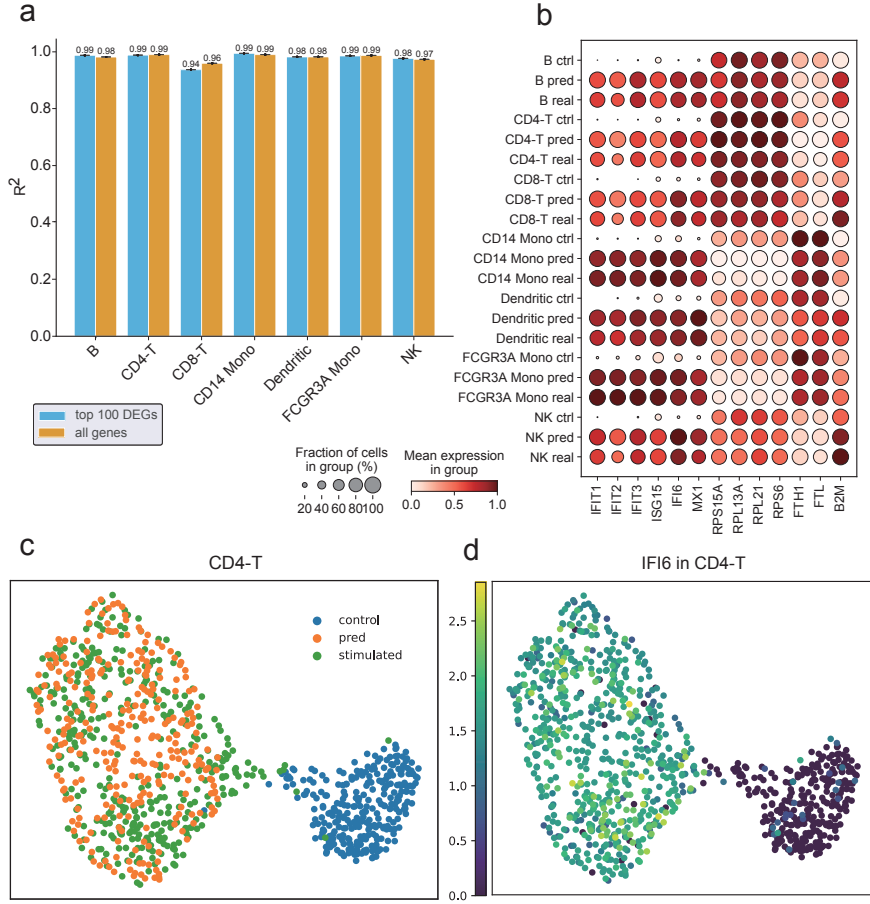 a
0.99 0.98 0.99 0.99 0.94 0.96 0.99 0.99 0.98 0.98 0.99 0.99 0.98 0.97
1.0
0.8
0.6
0.4
0.2
0.0
R²
B
CD4-T
CD8-T
CD14 Mono
Dendritic
FCGR3A Mono
NK
top 100 DEGs
all genes
b
B ctrl
B pred
B real
CD4-T ctrl
CD4-T pred
CD4-T real
CD8-T ctrl
CD8-T pred
CD8-T real
CD14 Mono ctrl
CD14 Mono pred
CD14 Mono real
Dendritic ctrl
Dendritic pred
Dendritic real
FCGR3A Mono ctrl
FCGR3A Mono pred
FCGR3A Mono real
NK ctrl
NK pred
NK real
IFIT1
IFIT2
IFIT3
ISG15
IFI6
MX1
RPS15A
RPL13A
RPL21
RPS6
FTH1
FTL
B2M
Fraction of cells
in group (%)
20 40 60 80100
Mean expression
in group
0.0 0.5 1.0
c
CD4-T
control
pred
stimulated
d
IFI6 in CD4-T
2.5
2.0
1.5
1.0
0.5
0.0